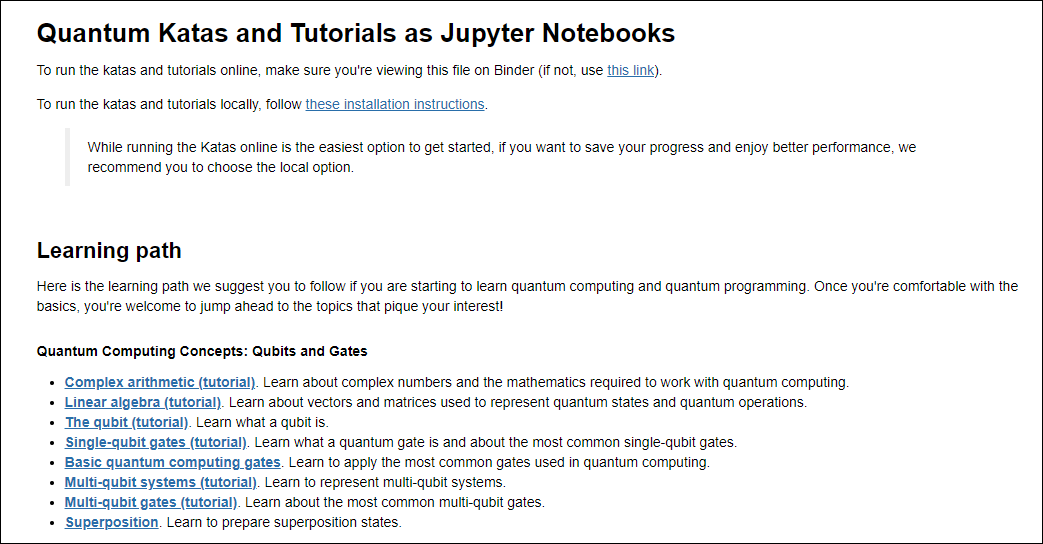 Quantum Katas and Tutorials as Jupyter Notebooks
To run the katas and tutorials online, make sure you're viewing this file on Binder (if not, use this link).
To run the katas and tutorials locally, follow these installation instructions.
While running the Katas online is the easiest option to get started, if you want to save your progress and enjoy better performance, we
recommend you to choose the local option.
Learning path
Here is the learning path we suggest you to follow if you are starting to learn quantum computing and quantum programming. Once you're comfortable with the
basics, you're welcome to jump ahead to the topics that pique your interest!
Quantum Computing Concepts: Qubits and Gates
• Complex arithmetic (tutorial). Learn about complex numbers and the mathematics required to work with quantum computing.
• Linear algebra (tutorial). Learn about vectors and matrices used to represent quantum states and quantum operations.
• The qubit (tutorial). Learn what a qubit is.
• Single-qubit gates (tutorial). Learn what a quantum gate is and about the most common single-qubit gates.
• Basic quantum computing gates. Learn to apply the most common gates used in quantum computing.
• Multi-qubit systems (tutorial). Learn to represent multi-qubit systems.
• Multi-qubit gates (tutorial). Learn about the most common multi-qubit gates.
• Superposition. Learn to prepare superposition states.